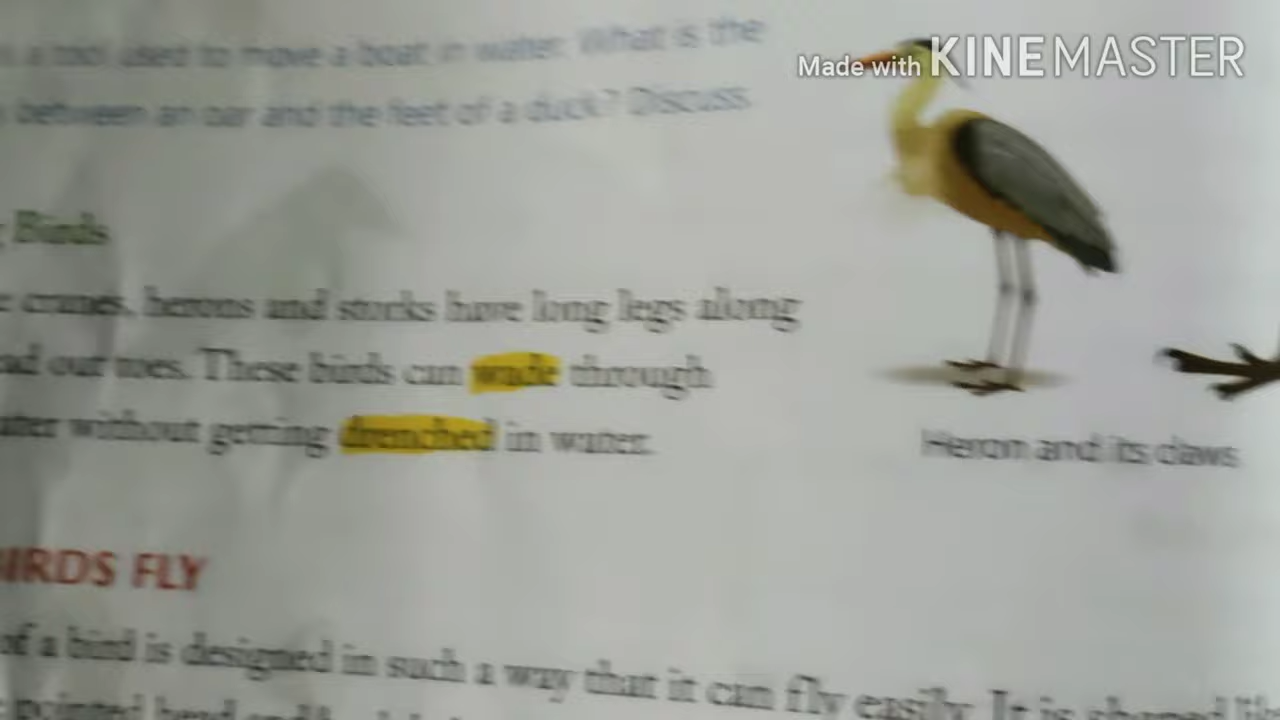 a tool used to move a boat in water. What is the
between an oar and the feet of a duck? Discuss
Made with KINEMASTER
Birds
cranes, herons and storks have long legs along
ad out toes. These birds can wade through
ater without getting drenched in water.
Heron and its claws
BIRDS FLY
of a bird is designed in such a way that it can fly easily. It is shaped
pointed head and